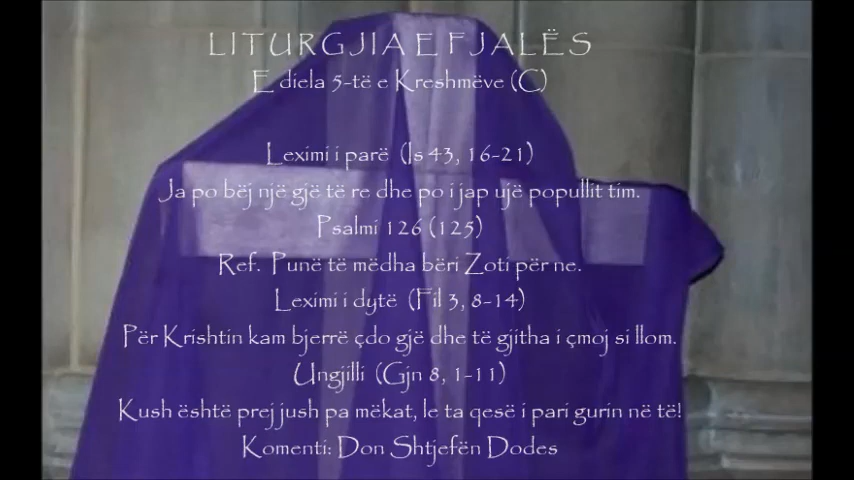 LITURGJIA E FJALËS
E diela 5-të e Kreshmëve (C)
Leximi i parë (Is 43, 16-21)
Ja po bëj një gjë të re dhe po i jap ujë popullit tim.
Psalmi 126 (125)
Ref. Punë të mëdha bëri Zoti për ne.
Leximi i dytë (Fil 3, 8-14)
Për Krishtin kam bjerrë çdo gjë dhe të gjitha i çmoj si llom.
Ungjilli (Gjn 8, 1-11)
Kush është prej jush pa mëkat, le ta qesë i pari gurin në të!
Komenti: Don Shtjefën Dodes